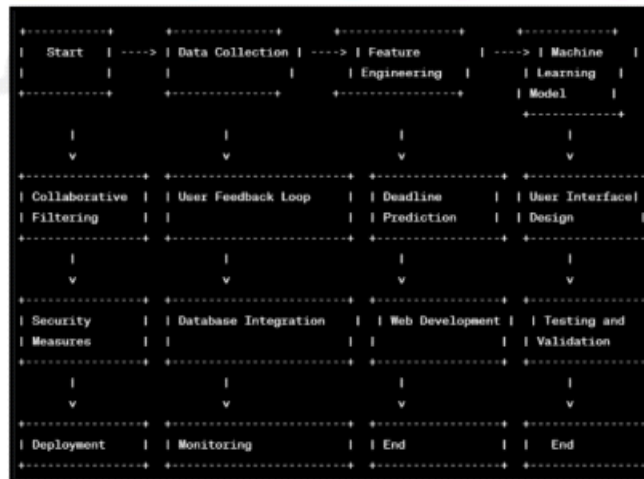 Start ----> Data Collection ----> Feature ----> Machine
Engineering Learning
Model
Collaborative User Feedback Loop Deadline User Interface
Filtering Prediction Design
Security Database Integration Web Development Testing and
Measures Validation
Deployment Monitoring End End